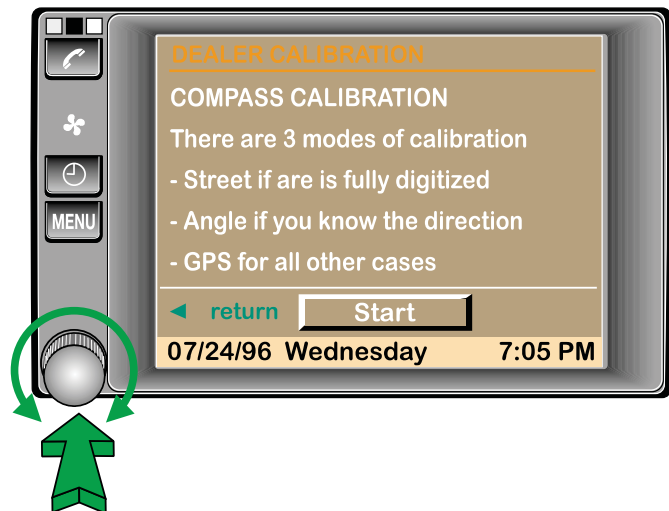 DEALER CALIBRATION
COMPASS CALIBRATION
There are 3 modes of calibration
- Street if are is fully digitized
- Angle if you know the direction
- GPS for all other cases
◄ return Start
07/24/96 Wednesday 7:05 PM
MENU